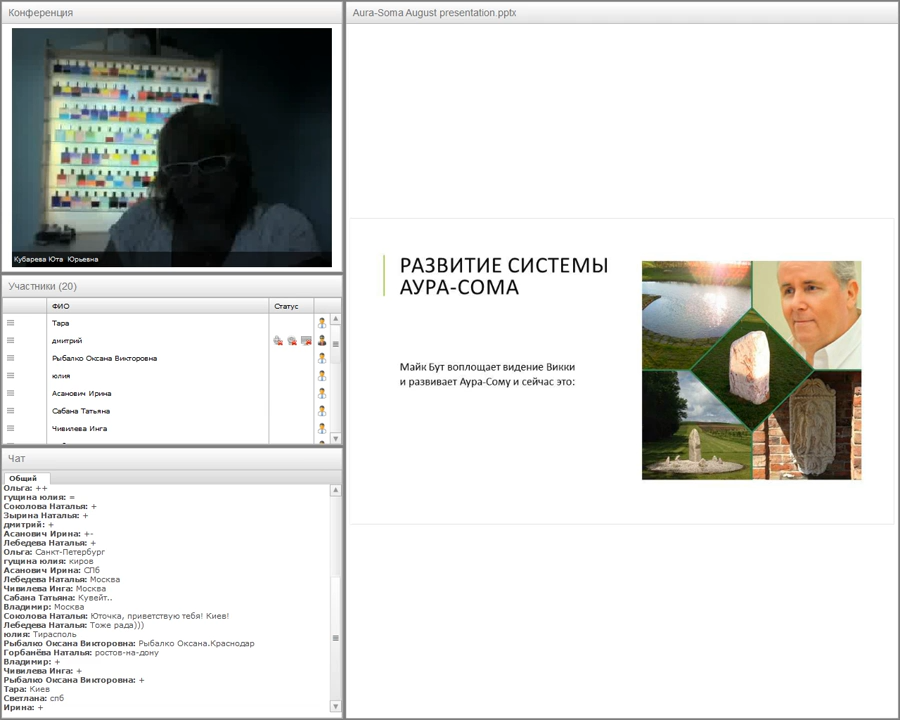 Конференция
Кубарева Юта Юрьевна
Участники (20)
ФИО
Статус
Тара
дмитрий
Рыбалко Оксана Викторовна
юлия
Асанович Ирина
Сабана Татьяна
Чивилева Инга
Чат
Общий
Ольга: ++
гущина юлия: =
Соколова Наталья: +
Зырина Наталья: +
дмитрий: +
Асанович Ирина: +-
Лебедева Наталья: +
Ольга: Санкт-Петербург
гущина юлия: киров
Асанович Ирина: СПб
Лебедева Наталья: Москва
Чивилева Инга: Москва
Сабана Татьяна: Кувейт..
Владимир: Москва
Соколова Наталья: Юточка, приветствую тебя! Киев!
Лебедева Наталья: Тоже рада)))
юлия: Тирасполь
Рыбалко Оксана Викторовна: Рыбалко Оксана.Краснодар
Горбанёва Наталья: ростов-на-дону
Владимир: +
Чивилева Инга: +
Рыбалко Оксана Викторовна: +
Тара: Киев
Светлана: спб
Ирина: +
Aura-Soma August presentation.pptx
РАЗВИТИЕ СИСТЕМЫ
АУРА-СОМА
Майк Бут воплощает видение Викки
и развивает Аура-Сому и сейчас это: